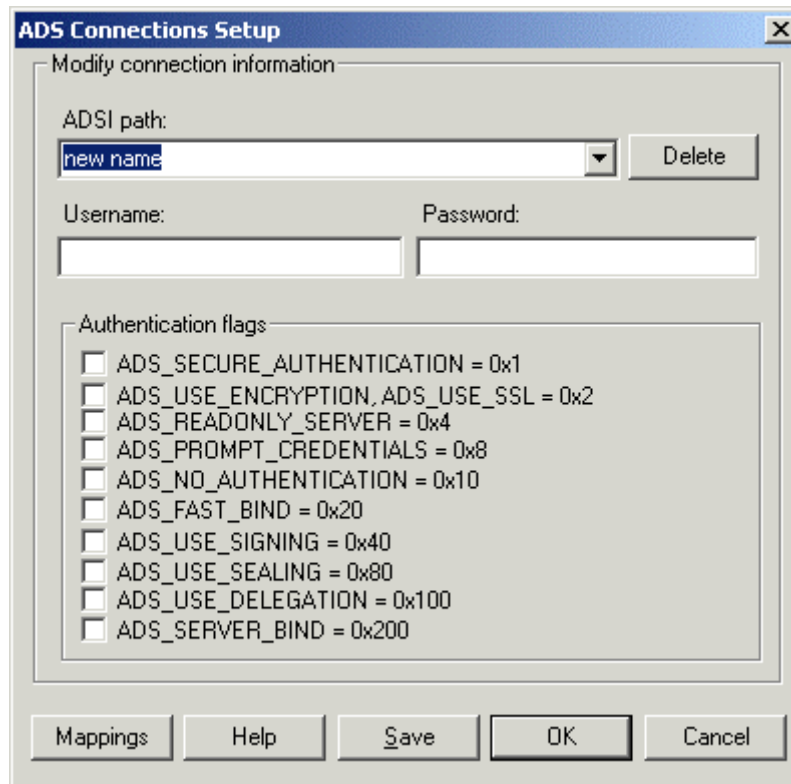 ADS Connections Setup
Modify connection information
ADSI path:
new name
Delete
Username: Password:
Authentication flags
ADS_SECURE_AUTHENTICATION = 0x1
ADS_USE_ENCRYPTION, ADS_USE_SSL = 0x2
ADS_READONLY_SERVER = 0x4
ADS_PROMPT_CREDENTIALS = 0x8
ADS_NO_AUTHENTICATION = 0x10
ADS_FAST_BIND = 0x20
ADS_USE_SIGNING = 0x40
ADS_USE_SEALING = 0x80
ADS_USE_DELEGATION = 0x100
ADS_SERVER_BIND = 0x200
Mappings Help Save OK Cancel